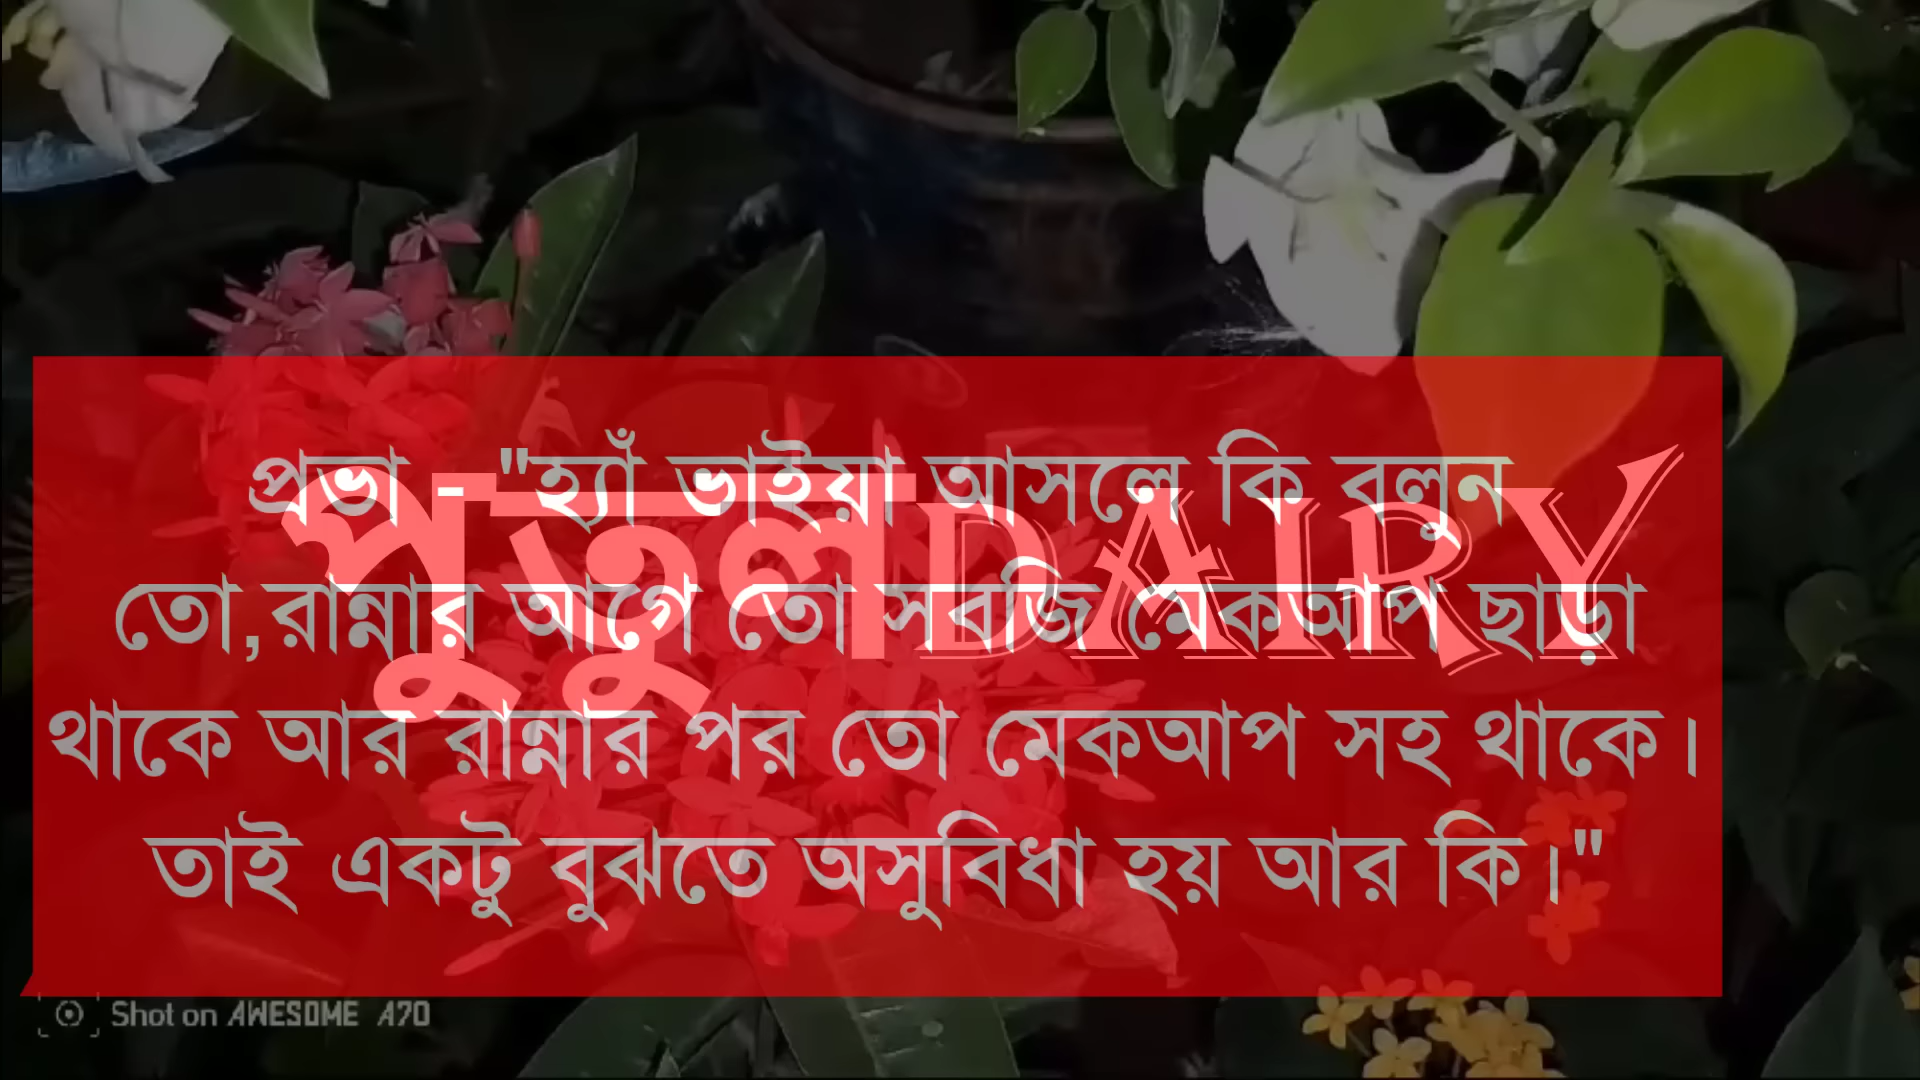 প্রভা - "হ্যাঁ ভাইয়া আসলে কি বলুন
পুতুল DAIRY
তো,রান্নার আগে তো সবজি মেকআপ ছাড়া
থাকে আর রান্নার পর তো মেকআপ সহ থাকে।
তাই একটু বুঝতে অসুবিধা হয় আর কি।"
Shot on AWESOME A70